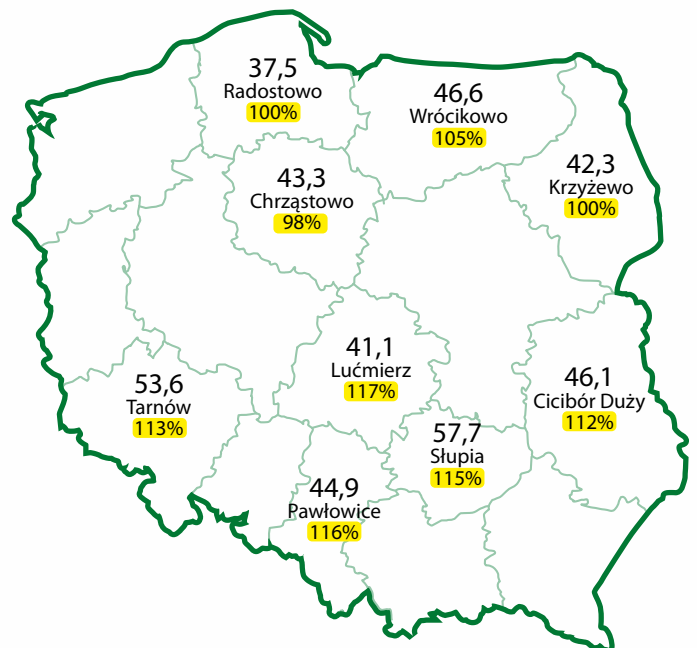 37,5
Radostowo
100%
46,6
Wrócikowo
105%
42,3
Krzyżewo
100%
43,3
Chrząstowo
98%
41,1
Lućmierz
117%
53,6
Tarnów
113%
46,1
Cicibór Duży
112%
57,7
Słupia
115%
44,9
Pawłowice
116%